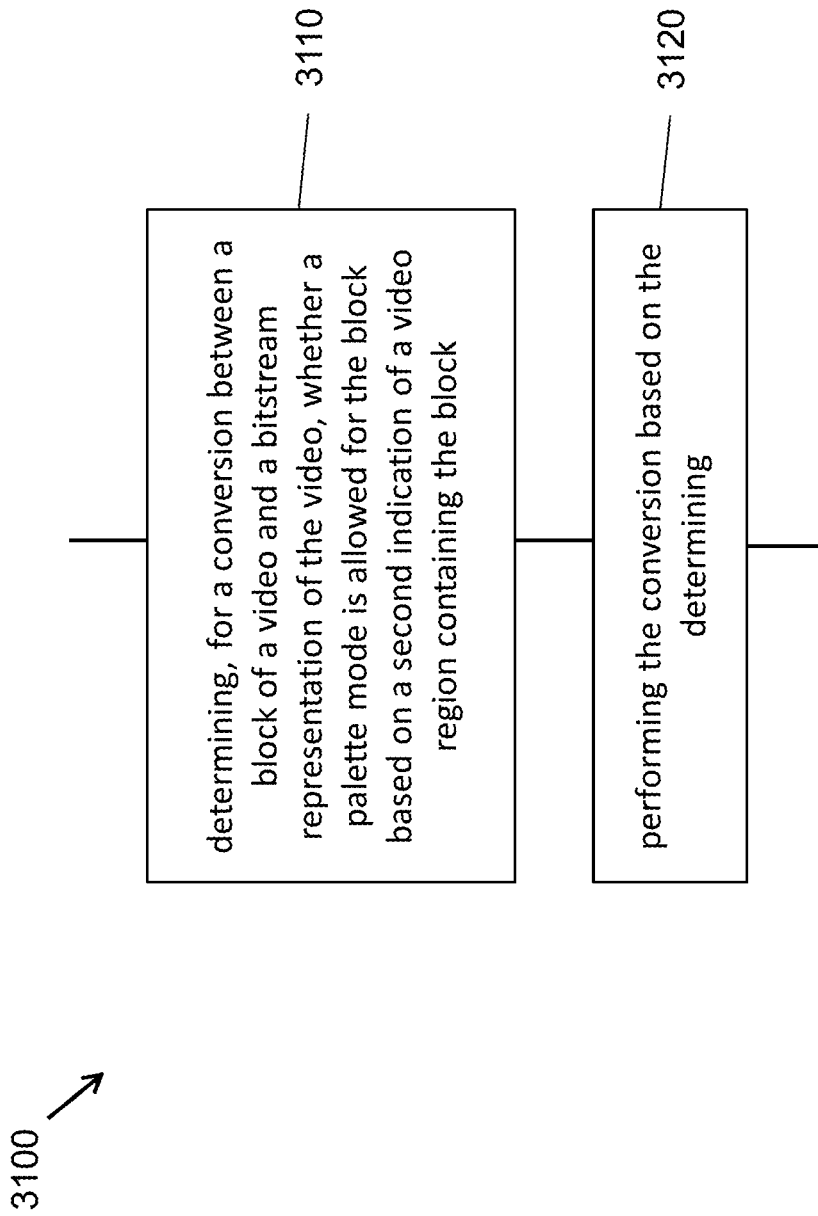 3100
determining, for a conversion between a
block of a video and a bitstream
representation of the video, whether a
palette mode is allowed for the block
based on a second indication of a video
region containing the block
3110
performing the conversion based on the
determining
3120